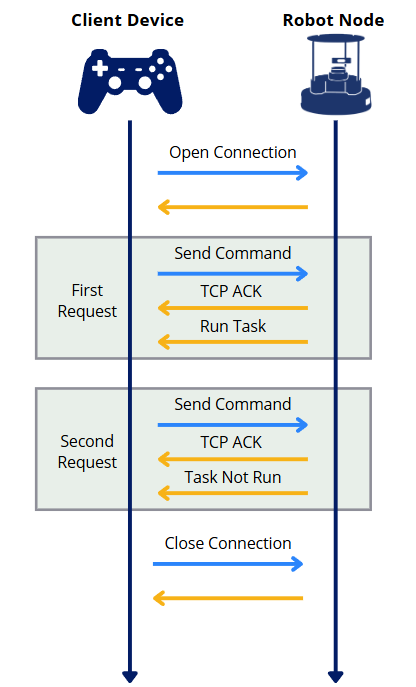 Client Device
Robot Node
Open Connection
First
Request
Send Command
TCP ACK
Run Task
Second
Request
Send Command
TCP ACK
Task Not Run
Close Connection